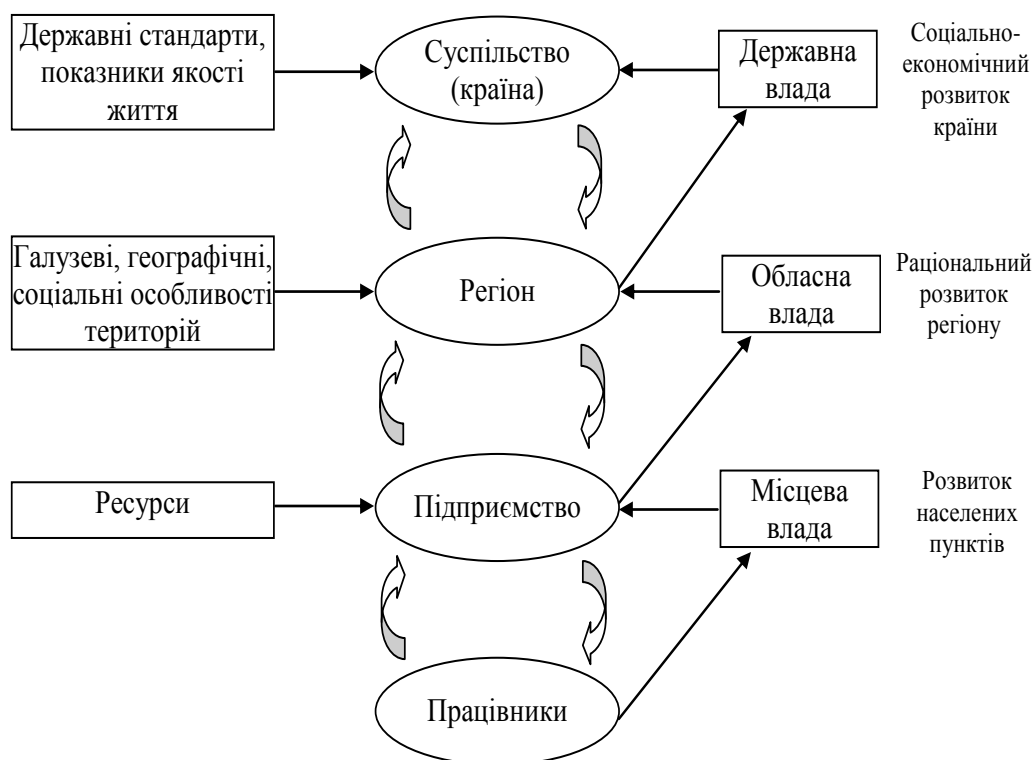 Державні стандарти,
показники якості
життя
Суспільство
(країна)
Державна
влада
Соціально-
економічний
розвиток
країни
Галузеві, географічні,
соціальні особливості
територій
Регіон
Обласна
влада
Раціональний
розвиток
регіону
Ресурси
Підприємство
Місцева
влада
Розвиток
населених
пунктів
Працівники